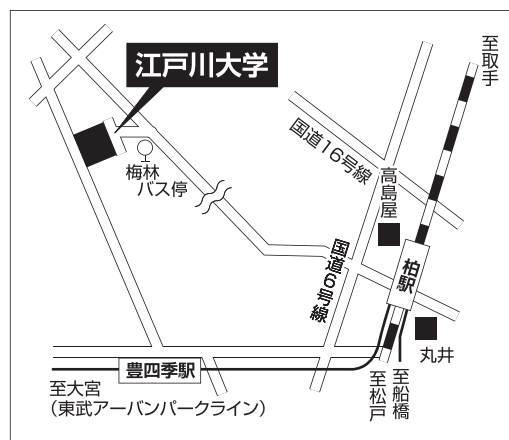 江戸川大学
至取手
国道16号線
高島屋
梅林
バス停
国道6号線
柏駅
丸井
豊四季駅
至大宮
(東武アーバンパークライン)
至松戸
至船橋